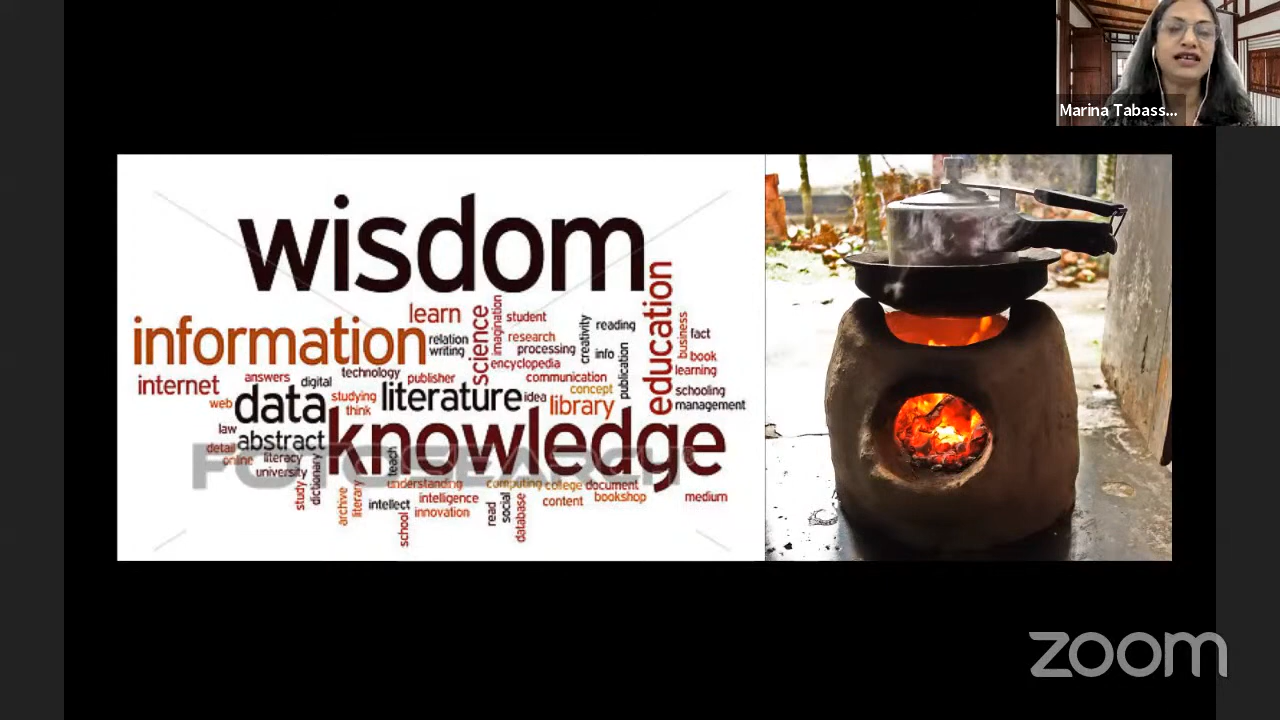 Marina Tabass...
wisdom
learn
science
imagination
student
education
information
relation
writing
research
processing
creativity
reading
info
publication
business
fact
book
learning
encyclopedia
internet
answers
digital
technology
publisher
communication
concept
schooling
management
web
data
studying
think
literature
idea
library
law
abstract
knowledge
detail
online
literacy
university
dictionary
teach
study
archive
literary
understanding
intellect
intelligence
innovation
school
computing
college
document
read
social
database
content
bookshop
medium
FOTOSEARCH
zoom